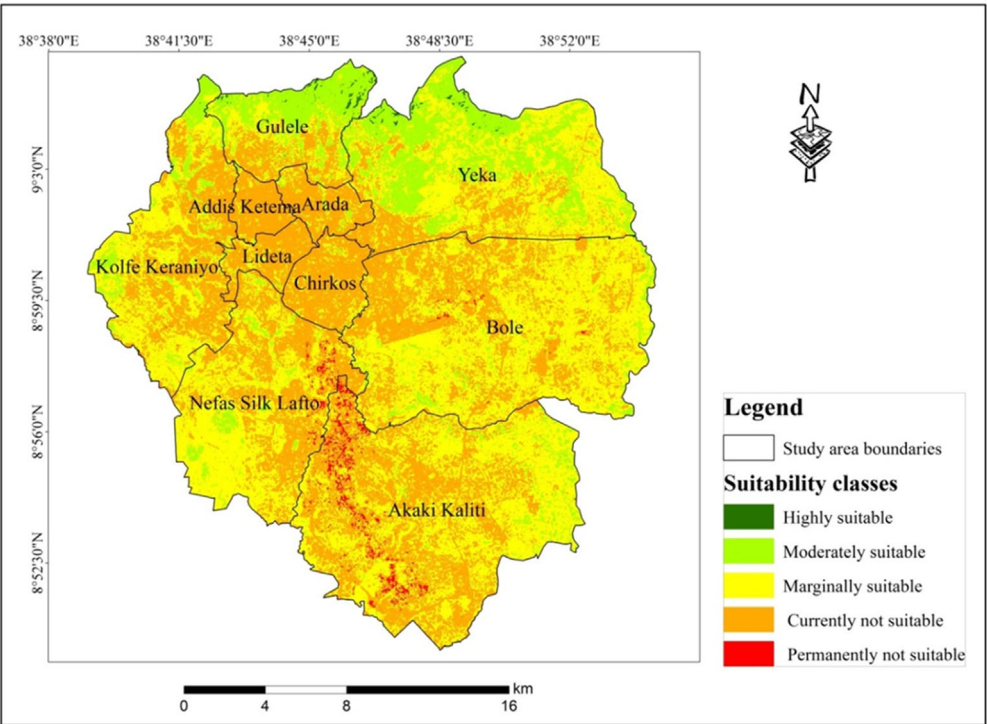 38°38'0"E 38°41'30"E 38°45'0"E 38°48'30"E 38°52'0"E
N
Gulele
9°3'0"N
Yeka
Addis Ketema Arada
Lideta
Kolfe Keraniyo
Chirkos
8°59'30"N
Bole
Nefas Silk Lafto
8°56'0"N
Akaki Kaliti
8°52'30"N
Legend
Study area boundaries
Suitability classes
Highly suitable
Moderately suitable
Marginally suitable
Currently not suitable
Permanently not suitable
km
0 4 8 16